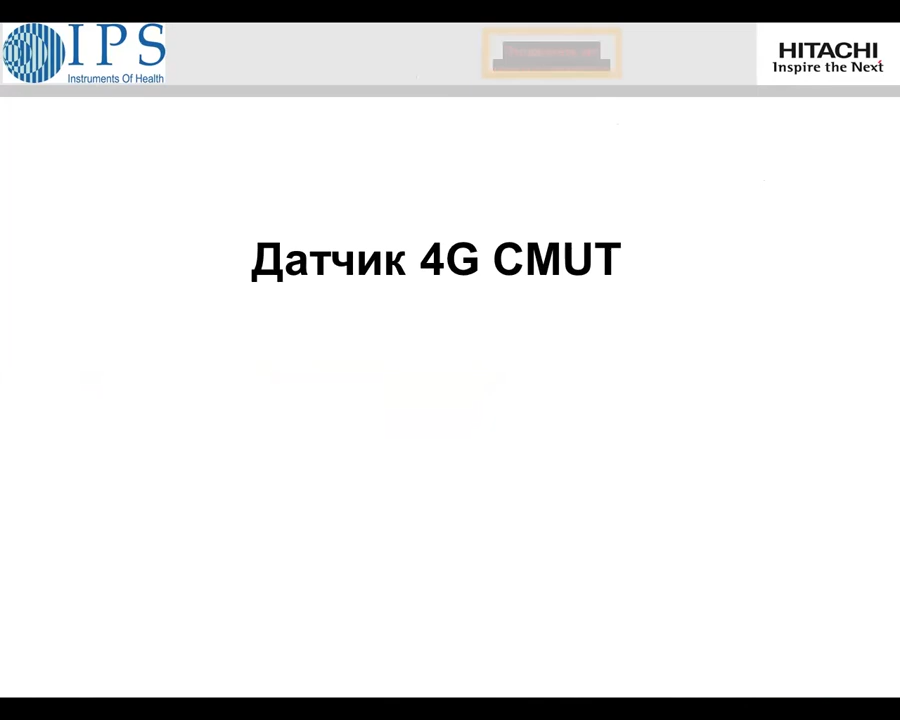 IPS
Instruments Of Health
HITACHI
Inspire the Next
Датчик 4G CMUT